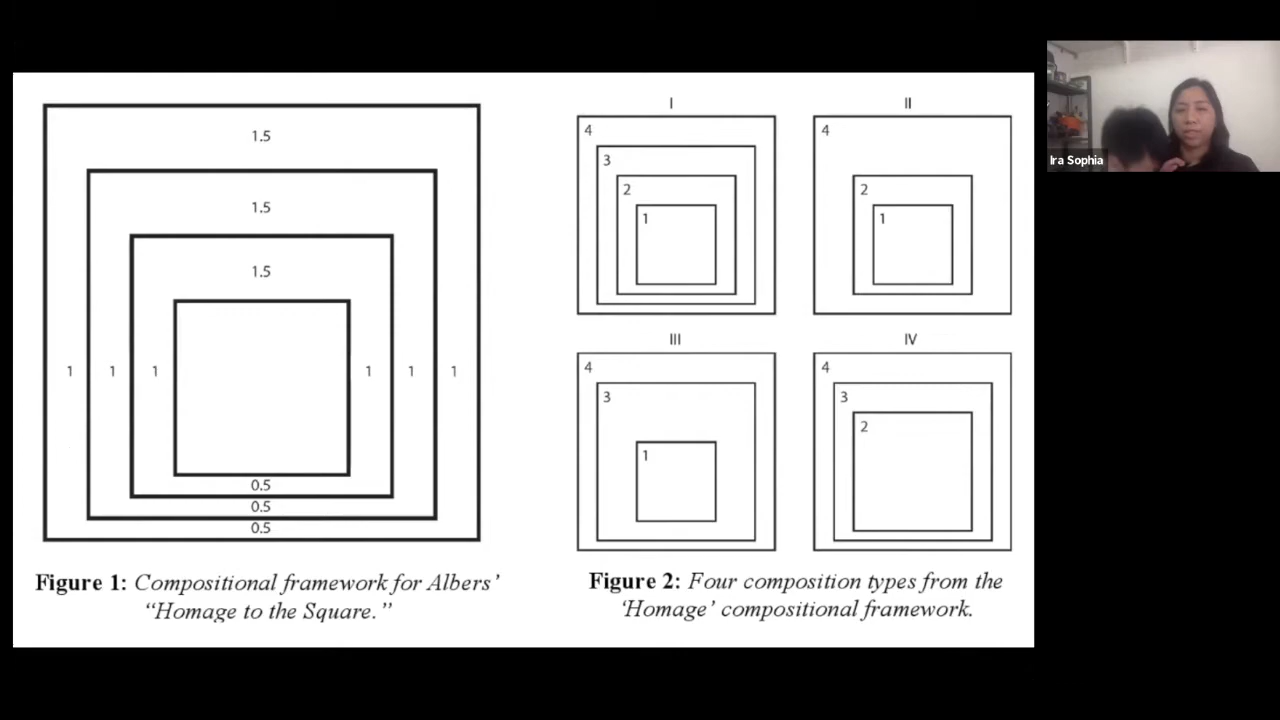 1.5
1.5
1.5
1 1 1 1 1 1
0.5
0.5
0.5
Figure 1: Compositional framework for Albers’
“Homage to the Square.”
I
4
3
2
1
II
4
2
1
III
4
3
1
IV
4
3
2
Figure 2: Four composition types from the
‘Homage’ compositional framework.
Ira Sophia